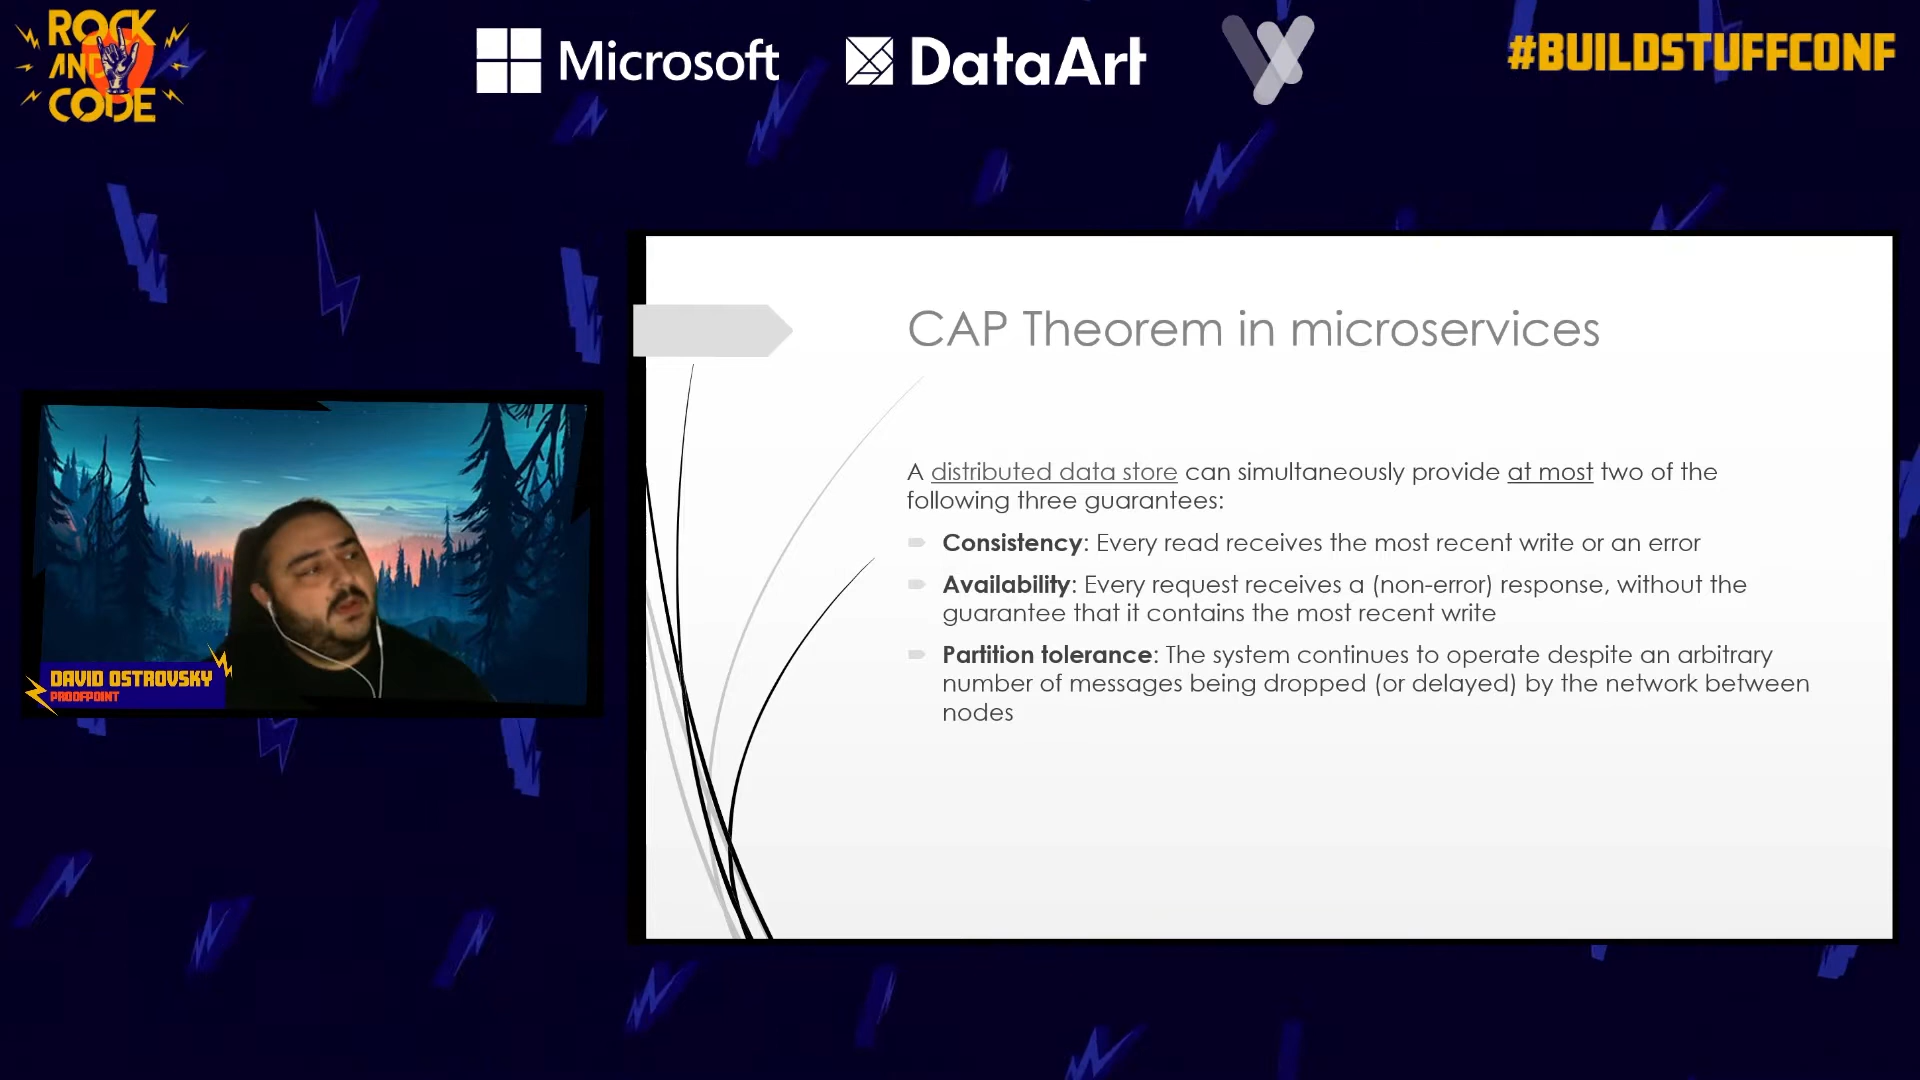 ROCK
AND
CODE
Microsoft
DataArt
#BUILDSTUFFCONF
CAP Theorem in microservices
A distributed data store can simultaneously provide at most two of the
following three guarantees:
Consistency: Every read receives the most recent write or an error
Availability: Every request receives a (non-error) response, without the
guarantee that it contains the most recent write
Partition tolerance: The system continues to operate despite an arbitrary
number of messages being dropped (or delayed) by the network between
nodes
DAVID OSTROVSKY
PROOFPOINT